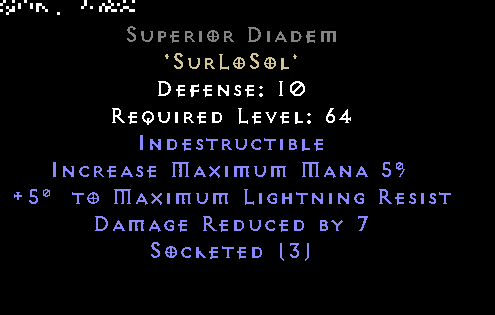 Superior Diadem
'SurLoSol'
Defense: 10
Required Level: 64
Indestructible
Increase Maximum Mana 5%
+5% to Maximum Lightning Resist
Damage Reduced by 7
Socketed (3)